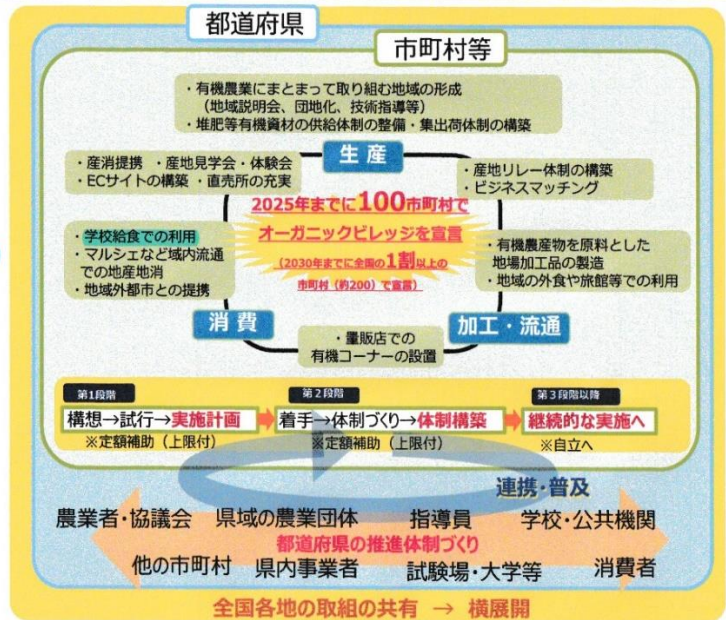 都道府県
市町村等
・有機農業にまとまって取り組む地域の形成
（地域説明会、団地化、技術指導等）
・堆肥等有機資材の供給体制の整備・集出荷体制の構築
生産
・産消提携 ・産地見学会・体験会
・ECサイトの構築 ・直売所の充実
・産地リレー体制の構築
・ビジネスマッチング
2025年までに100市町村で
オーガニックビレッジを宣言
（2030年までに全国の1割以上の
市町村（約200）で宣言）
・学校給食での利用
・マルシェなど域内流通
での地産地消
・地域外都市との提携
・有機農産物を原料とした
地場加工品の製造
・地域の外食や旅館等での利用
消費
加工・流通
・量販店での
有機コーナーの設置
第1段階
構想→試行→実施計画
※定額補助（上限付）
第2段階
着手→体制づくり→体制構築
※定額補助（上限付）
第3段階以降
継続的な実施へ
※自立へ
連携・普及
農業者・協議会 県域の農業団体 指導員 学校・公共機関
都道府県の推進体制づくり
他の市町村 県内事業者 試験場・大学等 消費者
全国各地の取組の共有 → 横展開